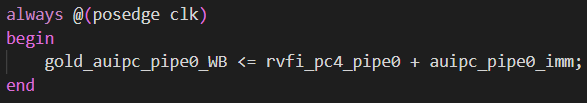 always @(posedge clk)
begin
    gold_auipc_pipe0_WB <= rvfi_pc4_pipe0 + auipc_pipe0_imm;
end